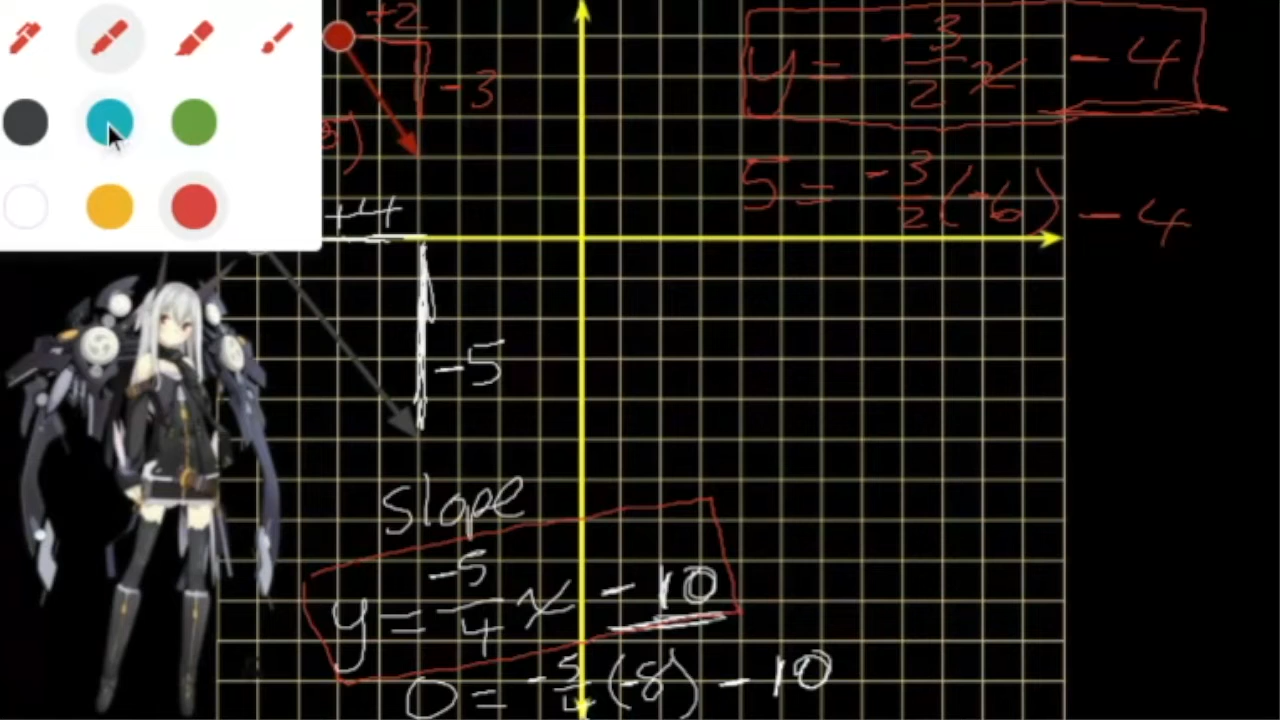 +2
-3
y = -3/2 x - 4
5 = -3/2 (-6) - 4
+4
-5
slope
y = -5/4 x - 10
0 = -5/4 (-8) - 10